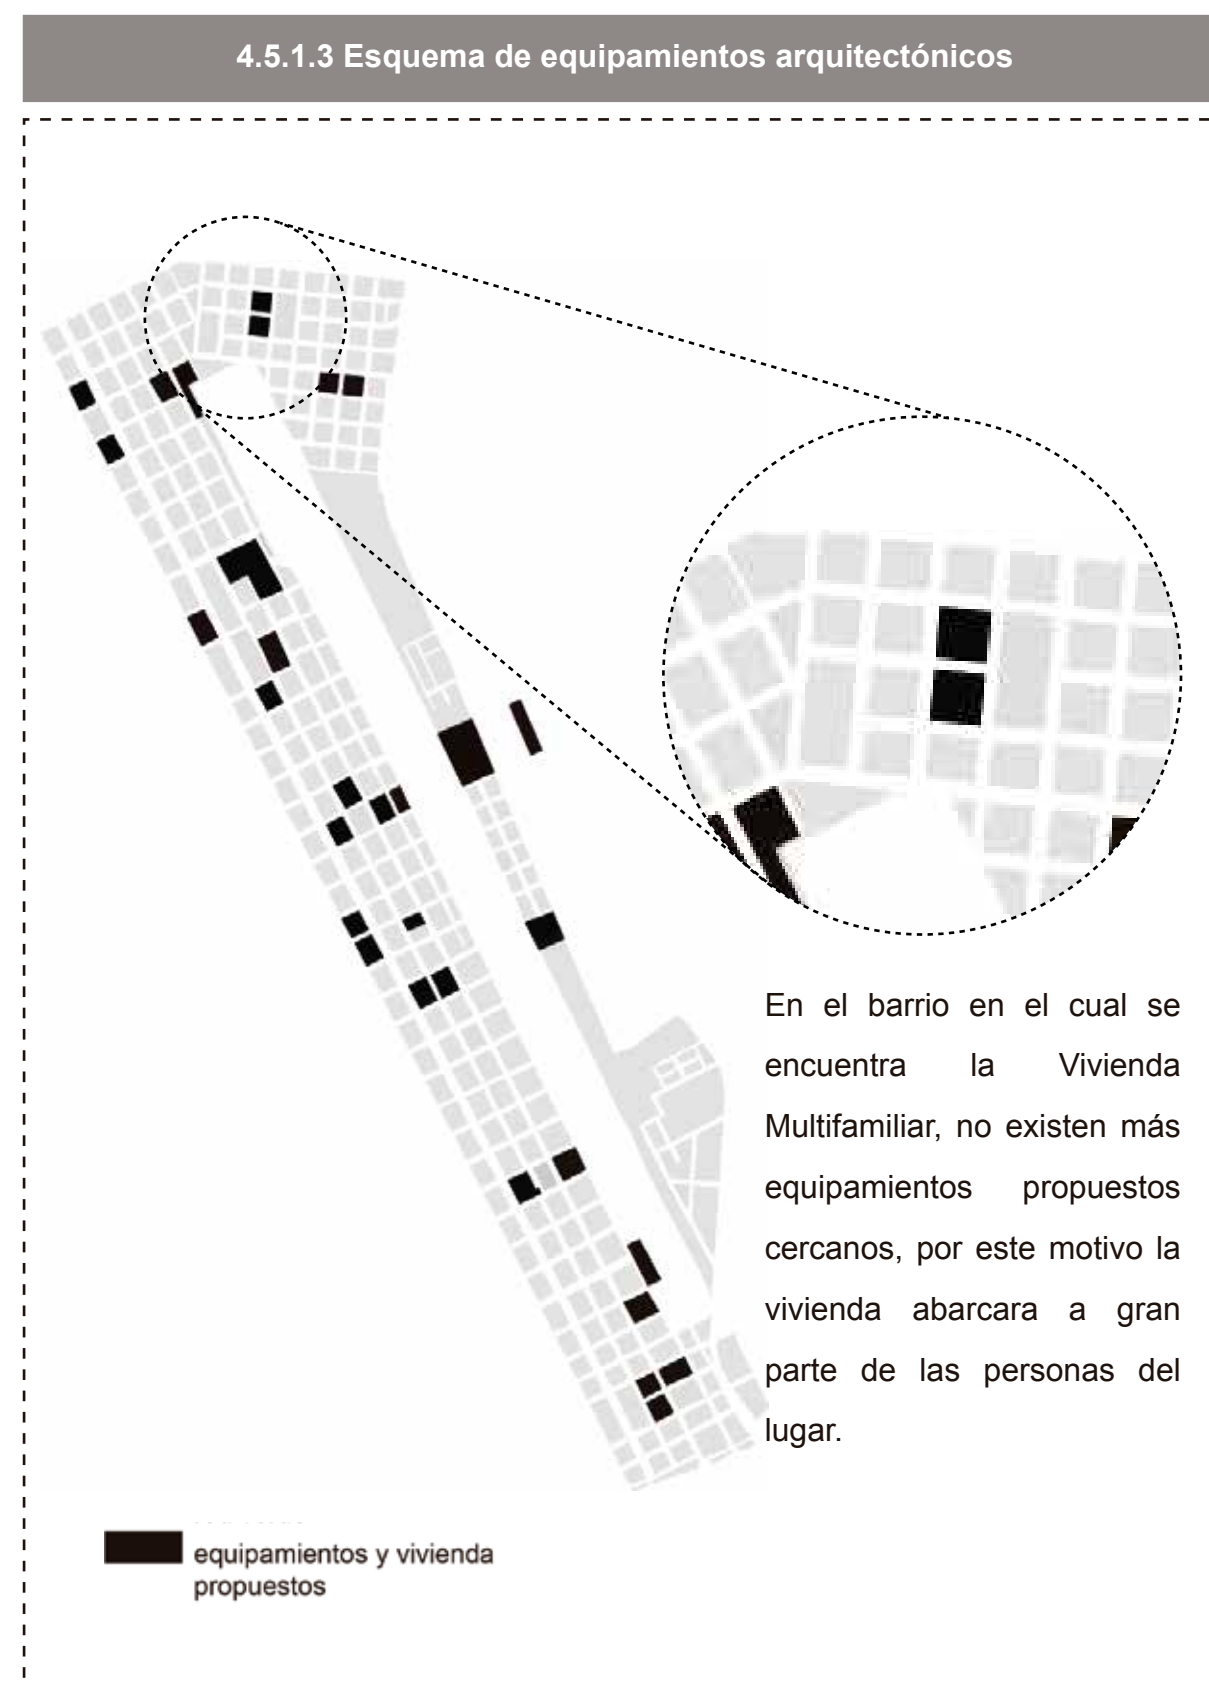 4.5.1.3 Esquema de equipamientos arquitectónicos
En el barrio en el cual se
encuentra la Vivienda
Multifamiliar, no existen más
equipamientos propuestos
cercanos, por este motivo la
vivienda abarcara a gran
parte de las personas del
lugar.
equipamientos y vivienda
propuestos